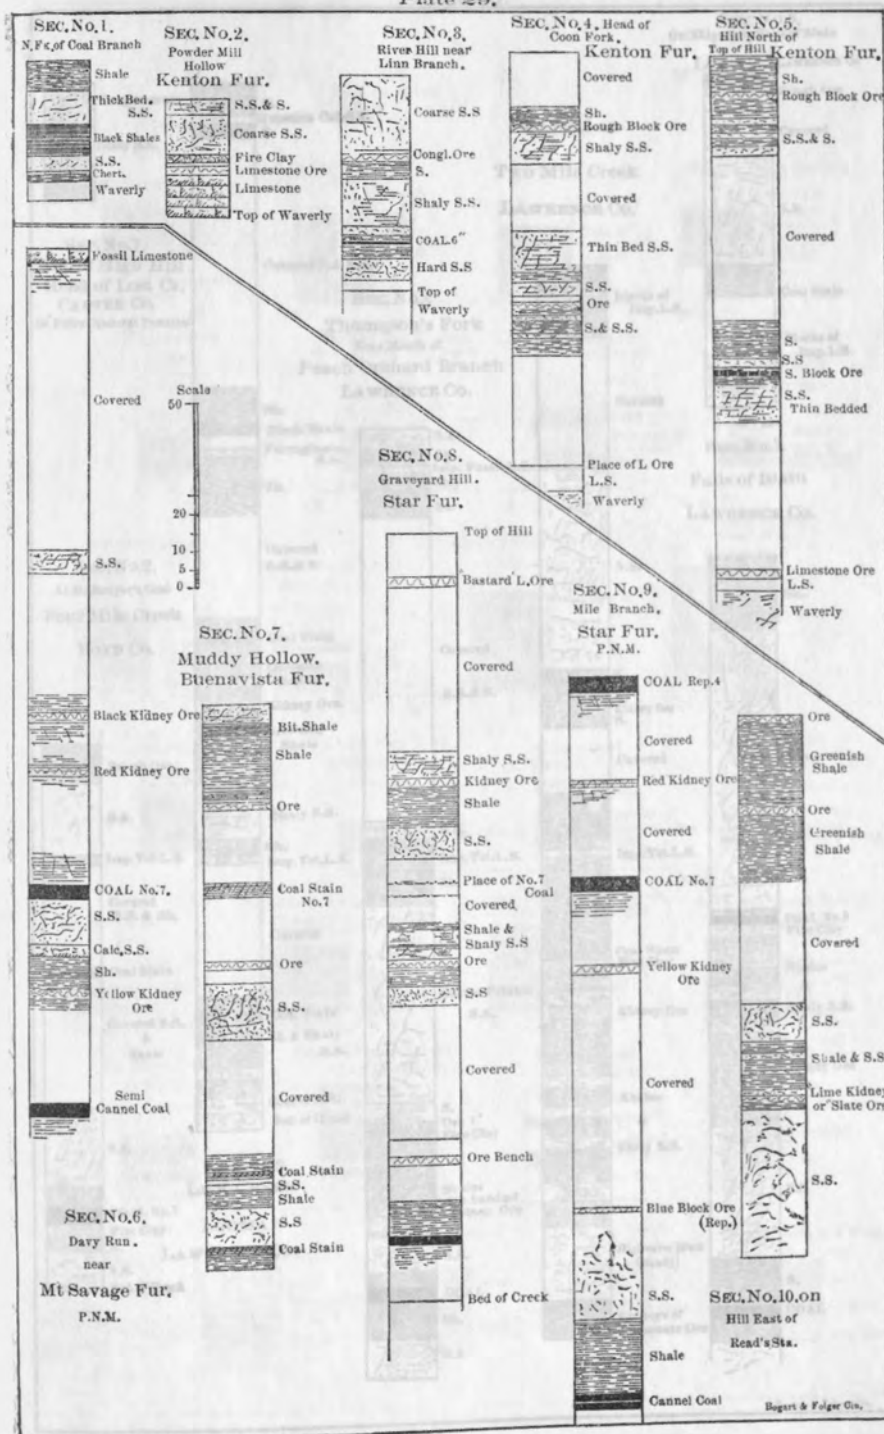 Plate 29.
SEC. No. 1.
N. Fk. of Coal Branch
Shale
Thick Bed.
S.S.
Black Shales
S.S.
Chert.
Waverly
SEC. No. 2.
Powder Mill
Hollow
Kenton Fur.
S.S. & S.
Coarse S.S.
Fire Clay
Limestone Ore
Limestone
Top of Waverly
SEC. No. 3.
River Hill near
Linn Branch.
Coarse S.S
Congl. Ore
S.
Shaly S.S.
COAL.6"
Hard S.S
Top of
Waverly
SEC. No. 4, Head of
Coon Fork.
Kenton Fur.
Covered
Sh.
Rough Block Ore
Shaly S.S.
Covered
Thin Bed S.S.
S.S.
Ore
S.& S.S.
Place of L Ore
L.S.
Waverly
SEC. No. 5.
Hill North of
Top of Hill
Kenton Fur.
Sh.
Rough Block Ore
S.S.& S.
Covered
S.
S.S
S. Block Ore
S.S.
Thin Bedded
Limestone Ore
L.S.
Waverly
Fossil Limestone
Covered
S.S.
Black Kidney Ore
Red Kidney Ore
COAL No. 7.
S.S.
Calc. S.S.
Sh.
Yellow Kidney
Ore
Semi
Cannel Coal
SEC. No. 6.
Davy Run.
near
Mt Savage Fur.
P.N.M.
Scale
50
20
10
5
0
SEC. No. 7.
Muddy Hollow.
Buenavista Fur.
Bit. Shale
Shale
Ore
Coal Stain
No. 7
Ore
S.S.
Covered
Coal Stain
S.S.
Shale
S.S
Coal Stain
SEC. No. 8.
Graveyard Hill.
Star Fur.
Top of Hill
"Bastard" L. Ore
Covered
Shaly S.S.
Kidney Ore
Shale
S.S.
Place of No. 7
Coal
Covered
Shale &
Shaly S.S
Ore
S.S
Covered
Ore Bench
Bed of Creek
SEC. No. 9.
Mile Branch.
Star Fur.
P.N.M.
COAL Rep. 4
Covered
Red Kidney Ore
Covered
COAL No. 7
Yellow Kidney
Ore
Covered
Blue Block Ore
(Rep.)
S.S.
Shale
Cannel Coal
Ore
Greenish
Shale
Ore
Greenish
Shale
Covered
S.S.
Shale & S.S
"Lime Kidney
or "Slate Ore
S.S.
SEC. No. 10, on
Hill East of
Read's Sta.
Bogart & Folger Cin.